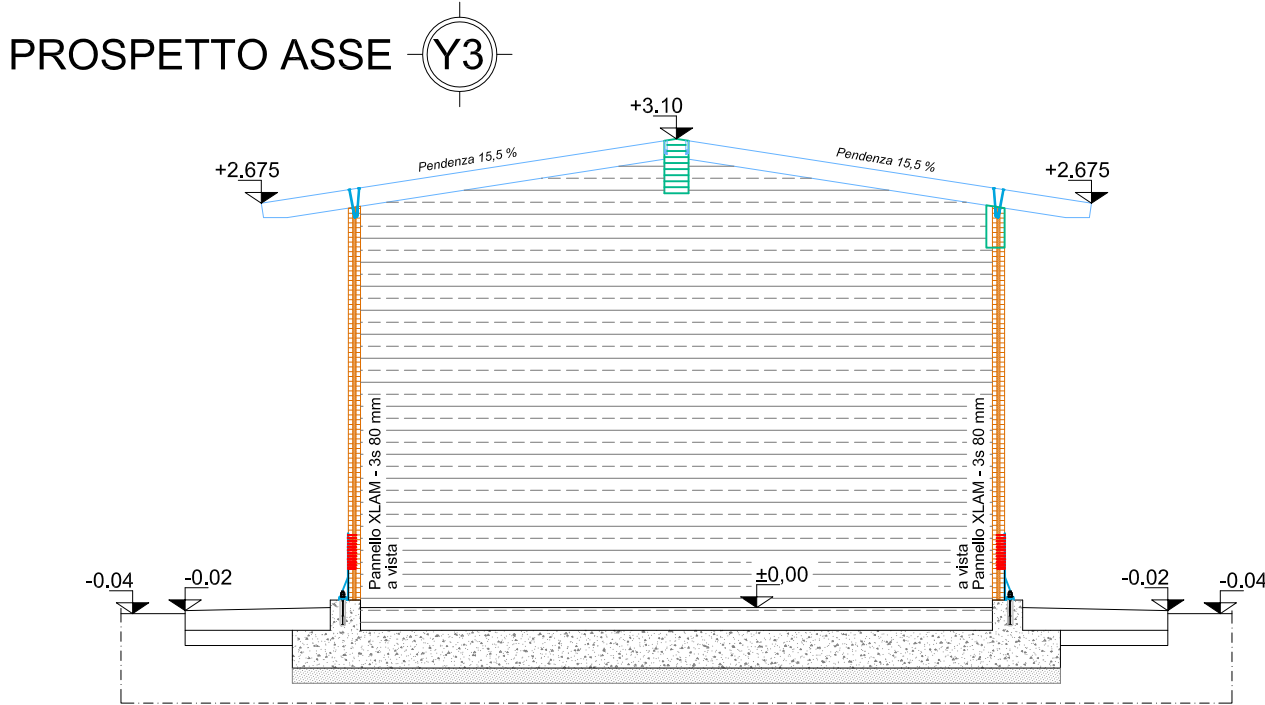 PROSPETTO ASSE Y3
+3.10
Pendenza 15,5 %
Pendenza 15,5 %
+2.675
+2.675
Pannello XLAM - 3s 80 mm
a vista
a vista
Pannello XLAM - 3s 80 mm
-0.04
-0.02
±0,00
-0.02
-0.04